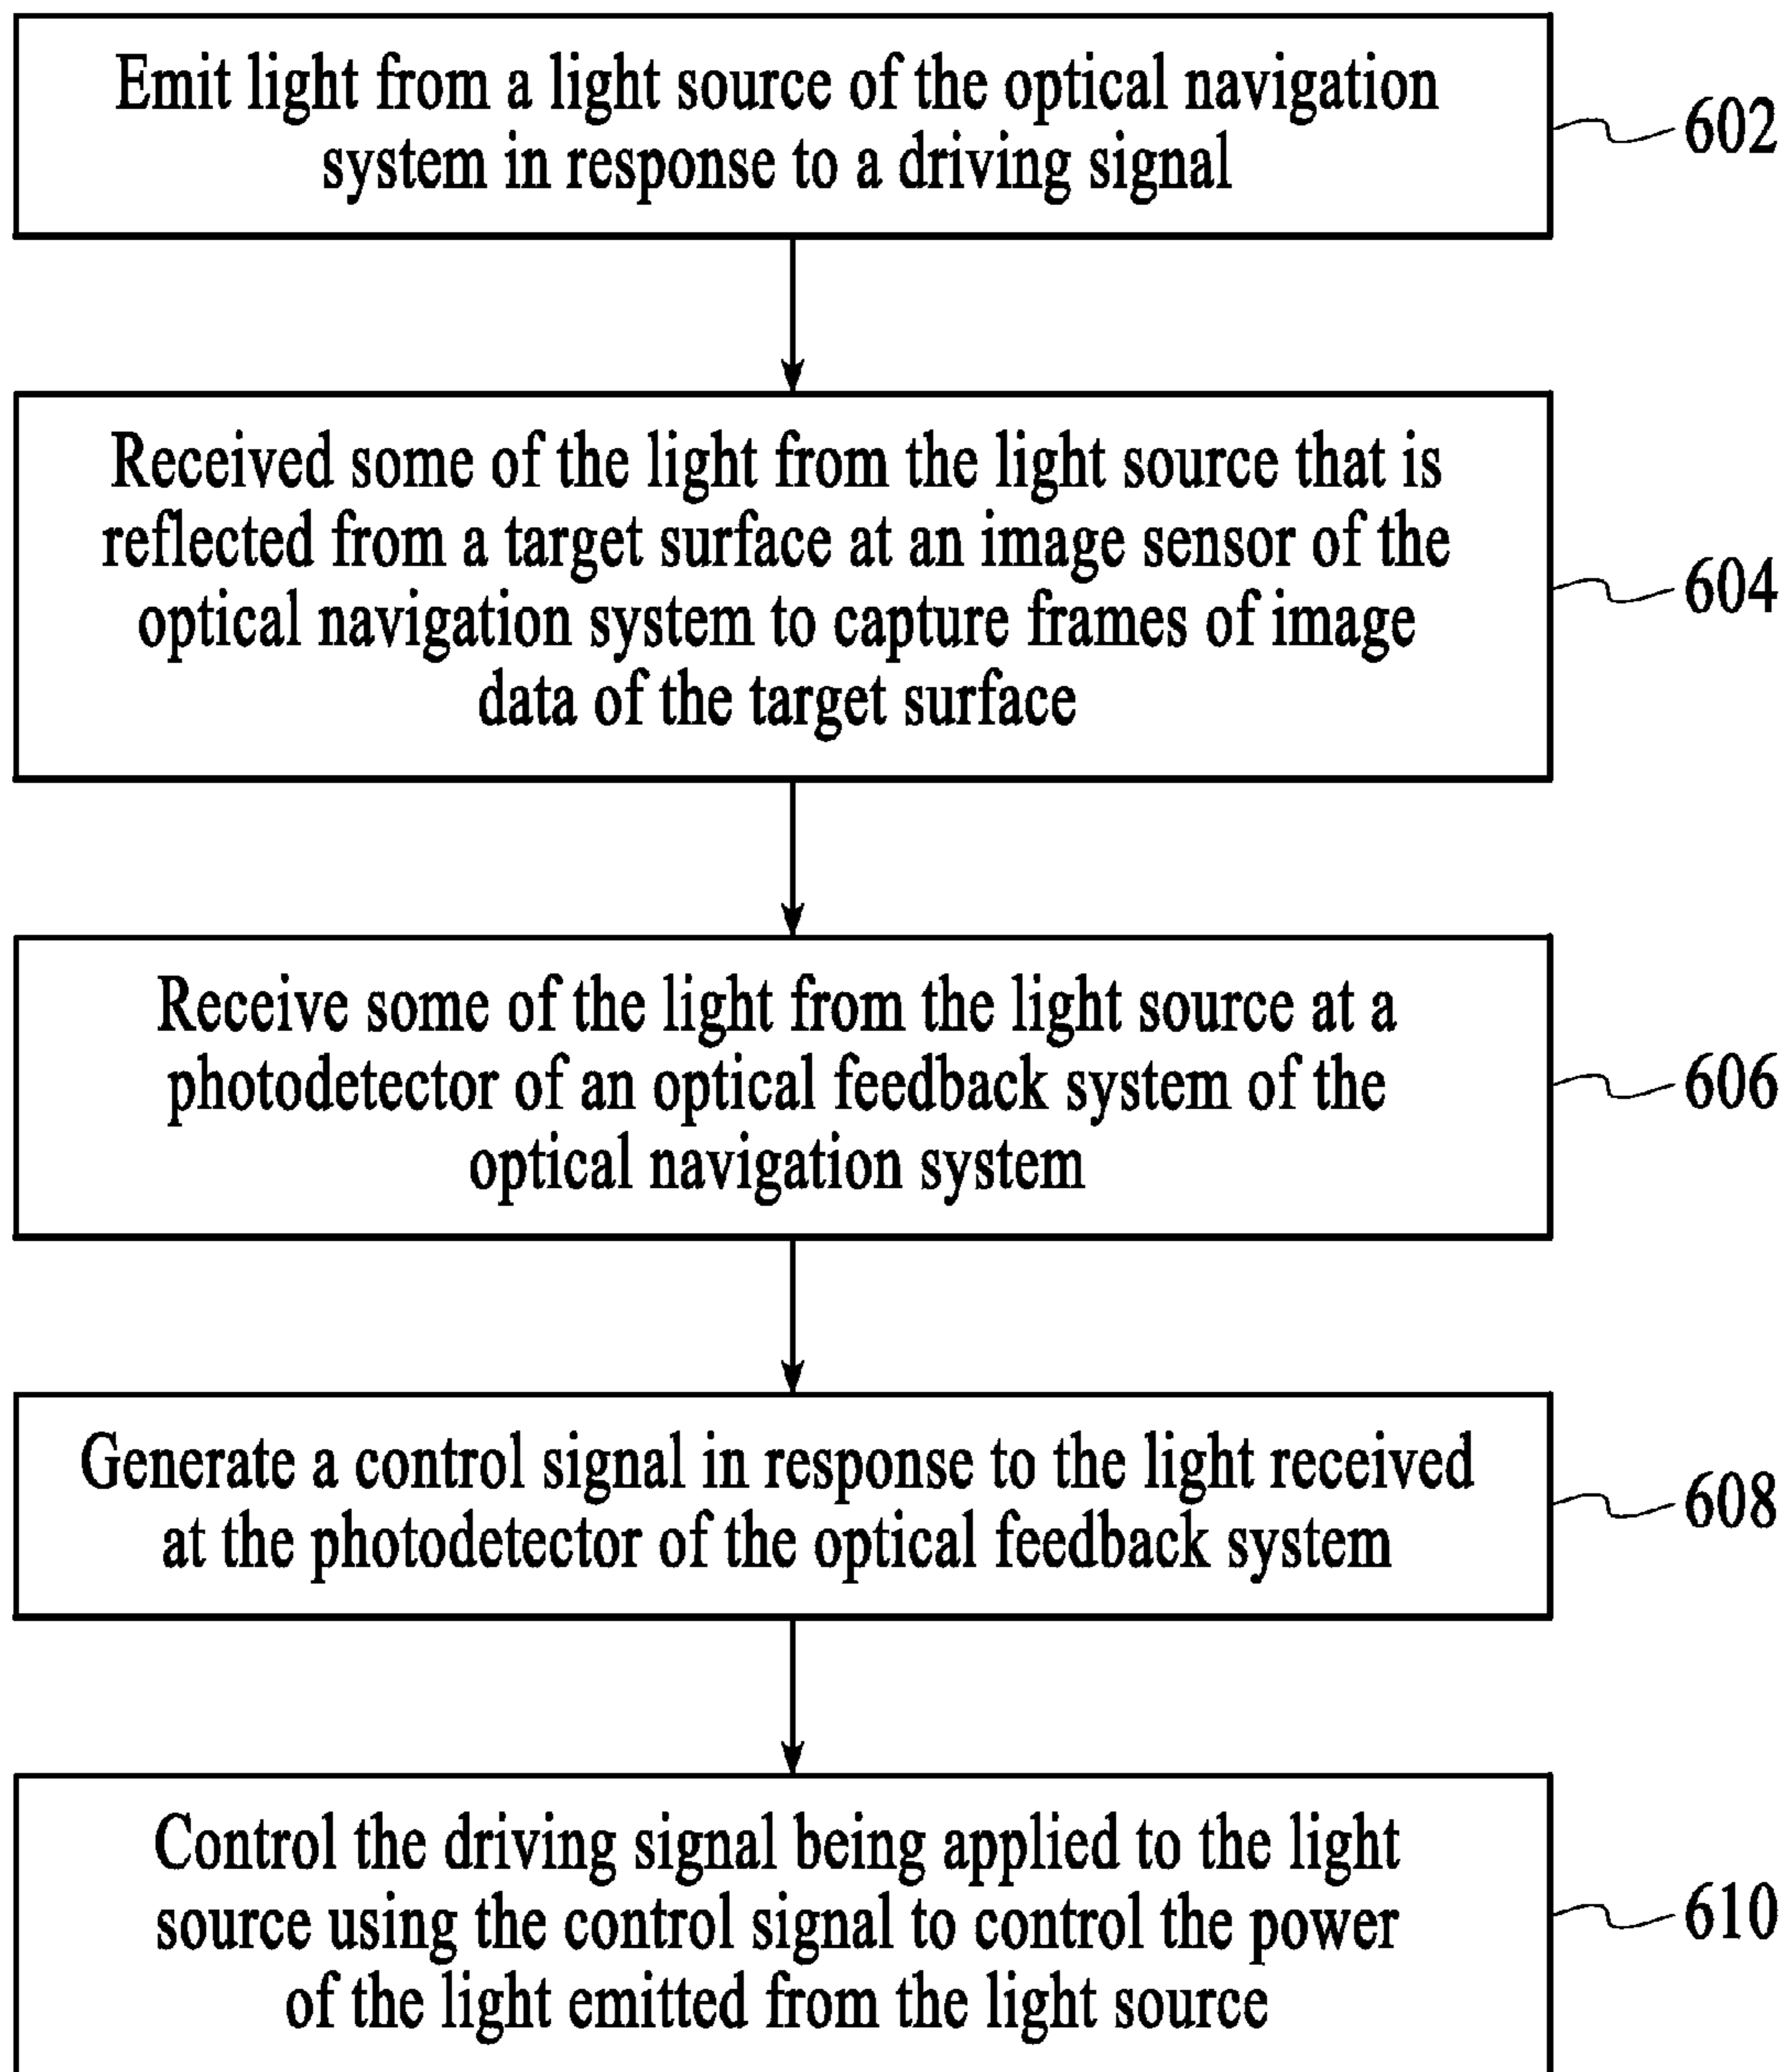 Emit light from a light source of the optical navigation
system in response to a driving signal
602
Received some of the light from the light source that is
reflected from a target surface at an image sensor of the
optical navigation system to capture frames of image
data of the target surface
604
Receive some of the light from the light source at a
photodetector of an optical feedback system of the
optical navigation system
606
Generate a control signal in response to the light received
at the photodetector of the optical feedback system
608
Control the driving signal being applied to the light
source using the control signal to control the power
of the light emitted from the light source
610